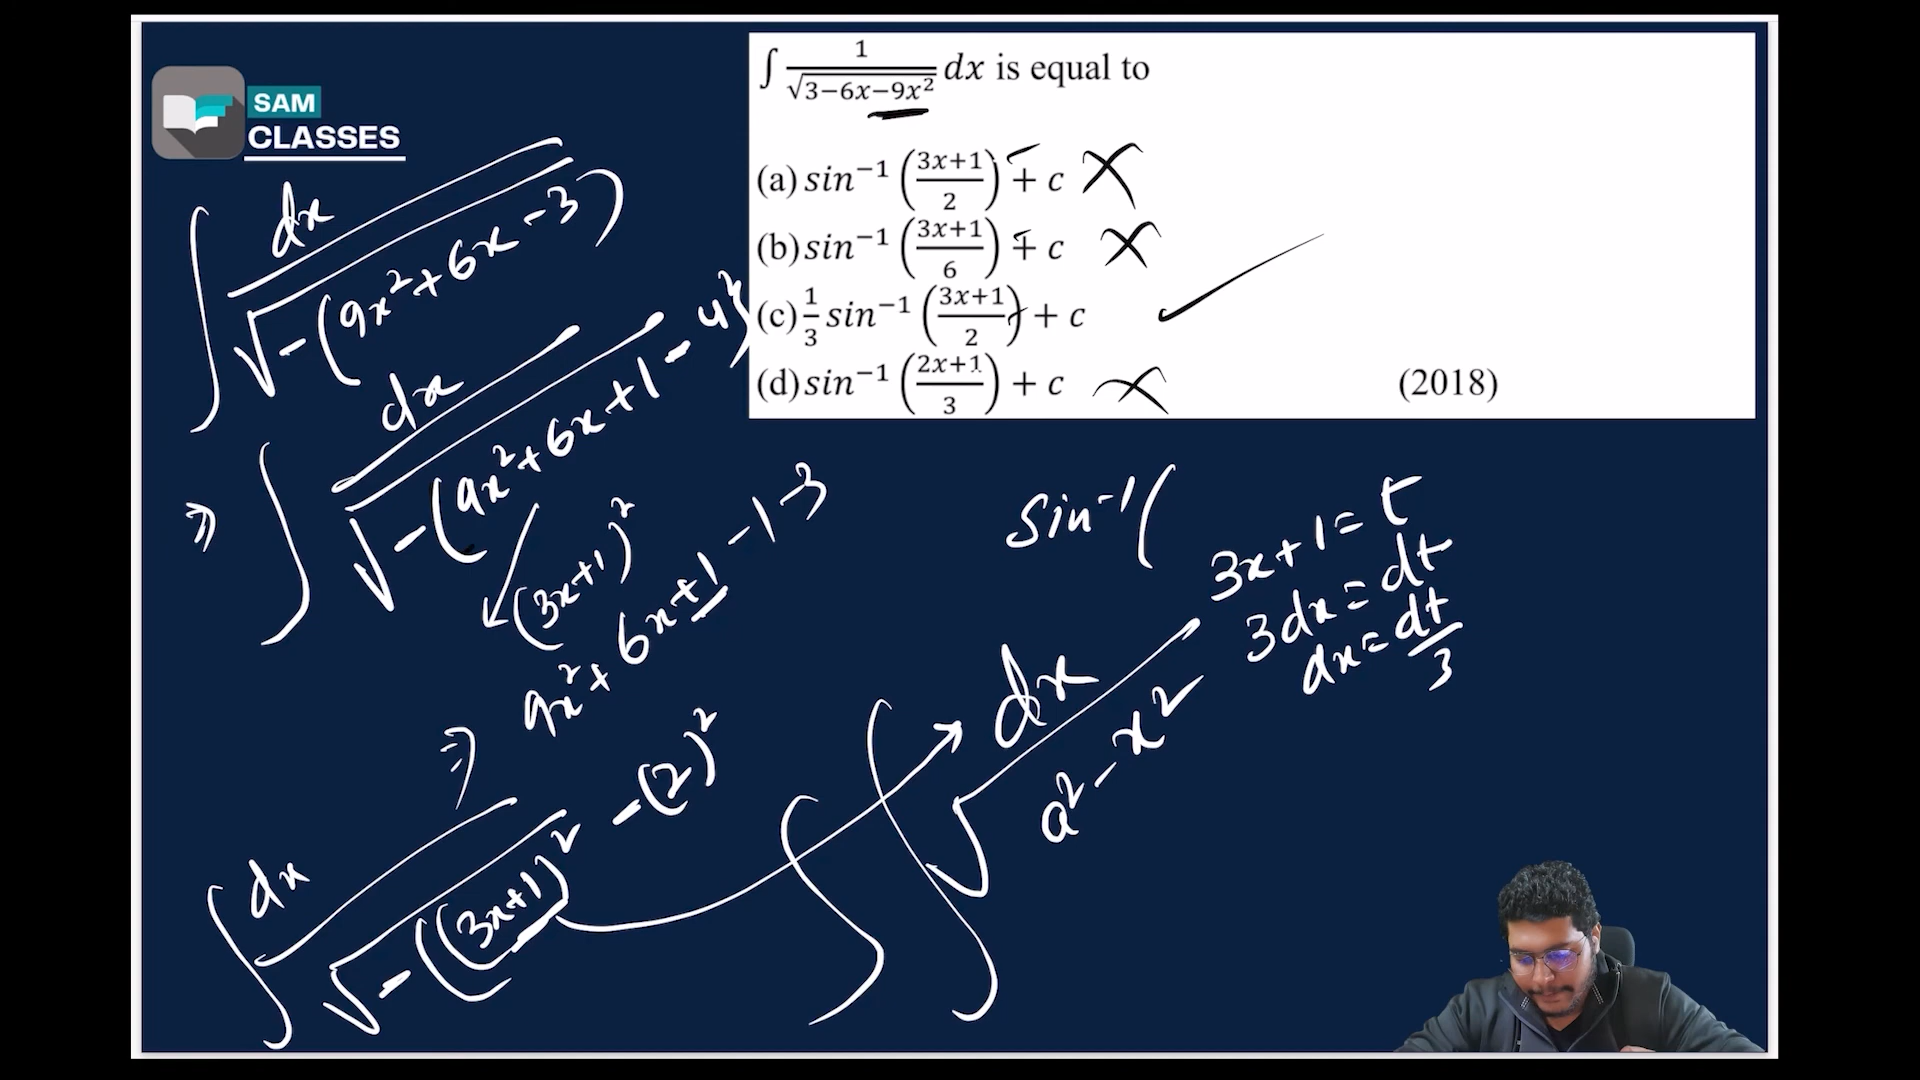 SAM
CLASSES
∫ 1/√(3−6x−9x²) dx is equal to
(a) sin⁻¹ ((3x+1)/2) + c
(b) sin⁻¹ ((3x+1)/6) + c
(c) 1/3 sin⁻¹ ((3x+1)/2) + c
(d) sin⁻¹ ((2x+1)/3) + c
(2018)
∫ dx/√−(9x²+6x−3)
⇒ ∫ dx/√−(9x²+6x+1−4)
(3x+1)²
9x²+6x+1−1−3
⇒
∫ dx/√−((3x+1)²−(2)²
∫ dx/√a²−x²
sin⁻¹(
3x+1=t
3dx=dt
dx=dt/3